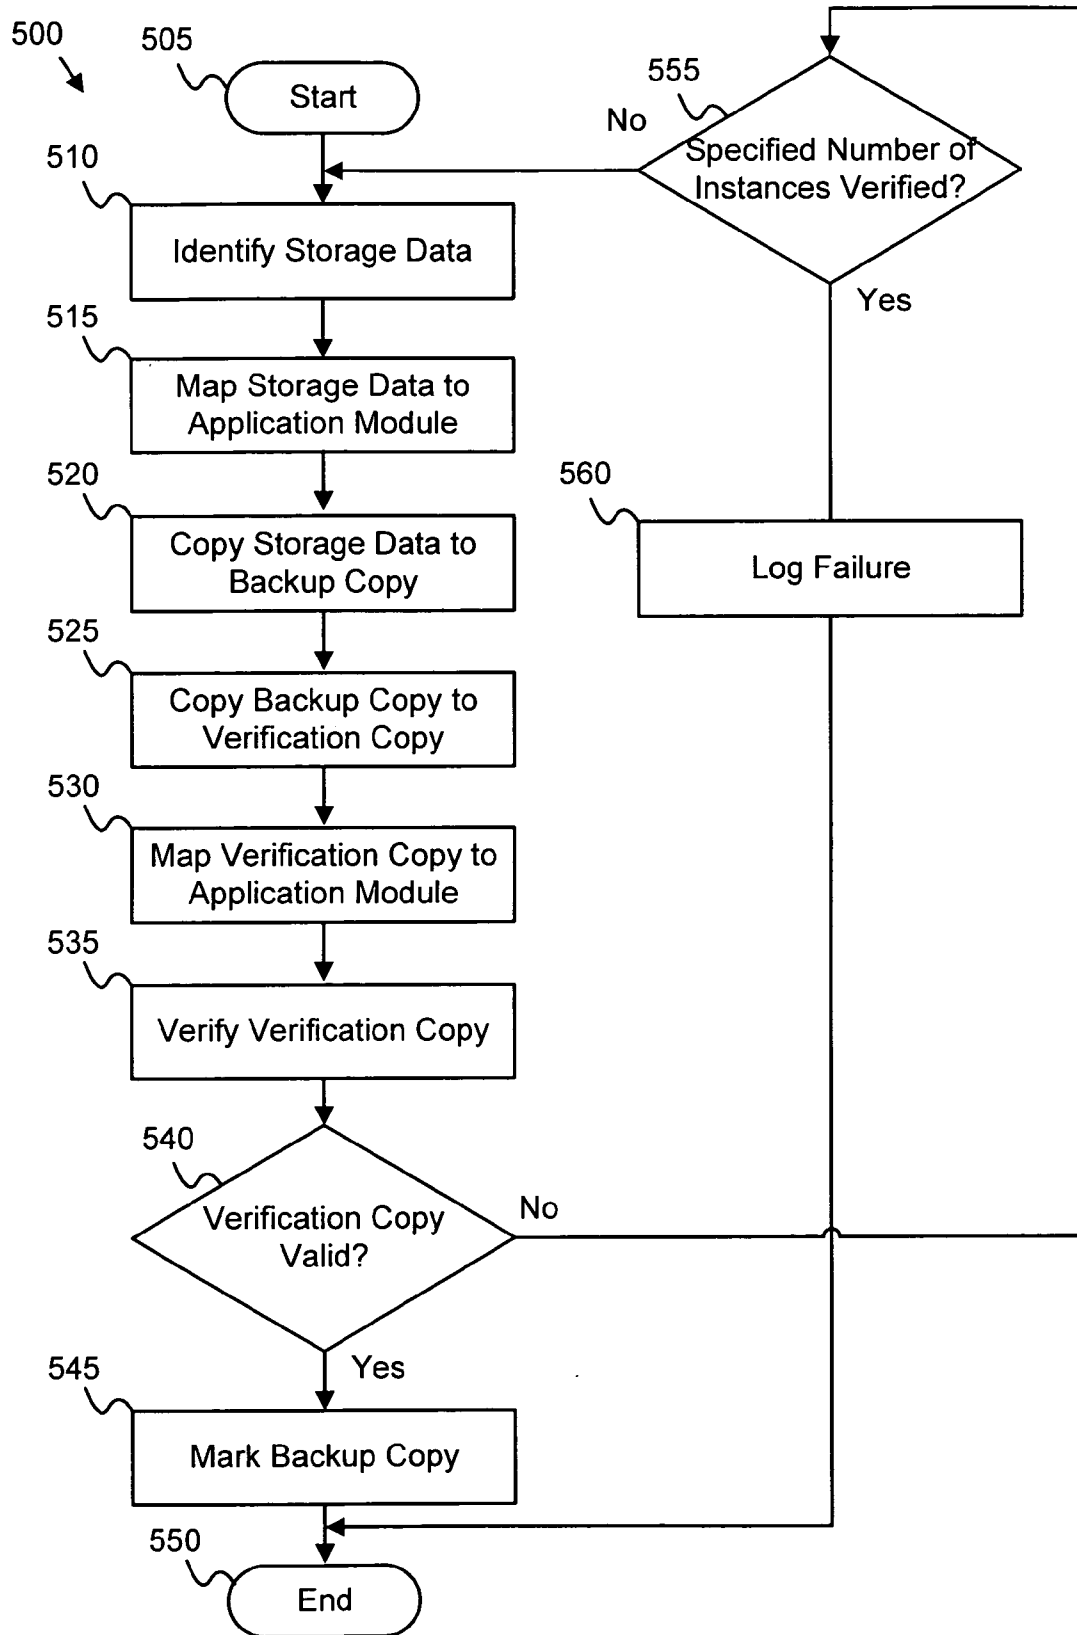 500
505
Start
555
No
Specified Number of
Instances Verified?
Yes
510
Identify Storage Data
515
Map Storage Data to
Application Module
520
Copy Storage Data to
Backup Copy
560
Log Failure
525
Copy Backup Copy to
Verification Copy
530
Map Verification Copy to
Application Module
535
Verify Verification Copy
540
Verification Copy
Valid?
No
Yes
545
Mark Backup Copy
550
End